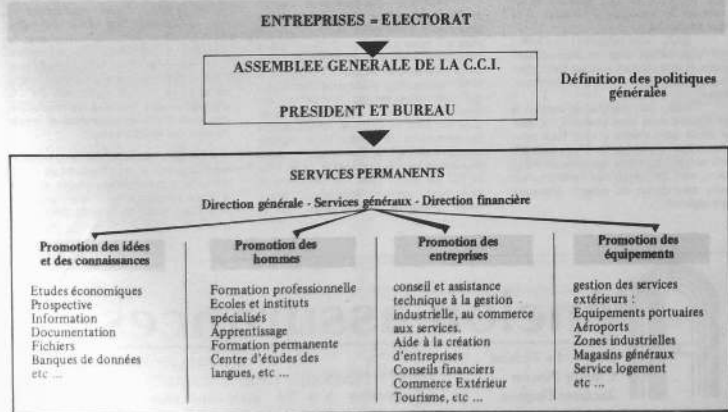 ENTREPRISES = ELECTORAT
ASSEMBLEE GENERALE DE LA C.C.I.
PRESIDENT ET BUREAU
Définition des politiques
générales
SERVICES PERMANENTS
Direction générale - Services généraux - Direction financière
Promotion des idées
et des connaissances
Etudes économiques
Prospective
Information
Documentation
Fichiers
Banques de données
etc ...
Promotion des
hommes
Formation professionnelle
Ecoles et instituts
spécialisés
Apprentissage
Formation permanente
Centre d'études des
langues, etc ...
Promotion des
entreprises
conseil et assistance
technique à la gestion
industrielle, au commerce
aux services.
Aide à la création
d'entreprises
Conseils financiers
Commerce Extérieur
Tourisme, etc ...
Promotion des
équipements
gestion des services
extérieurs :
Equipements portuaires
Aéroports
Zones industrielles
Magasins généraux
Service logement
etc ...